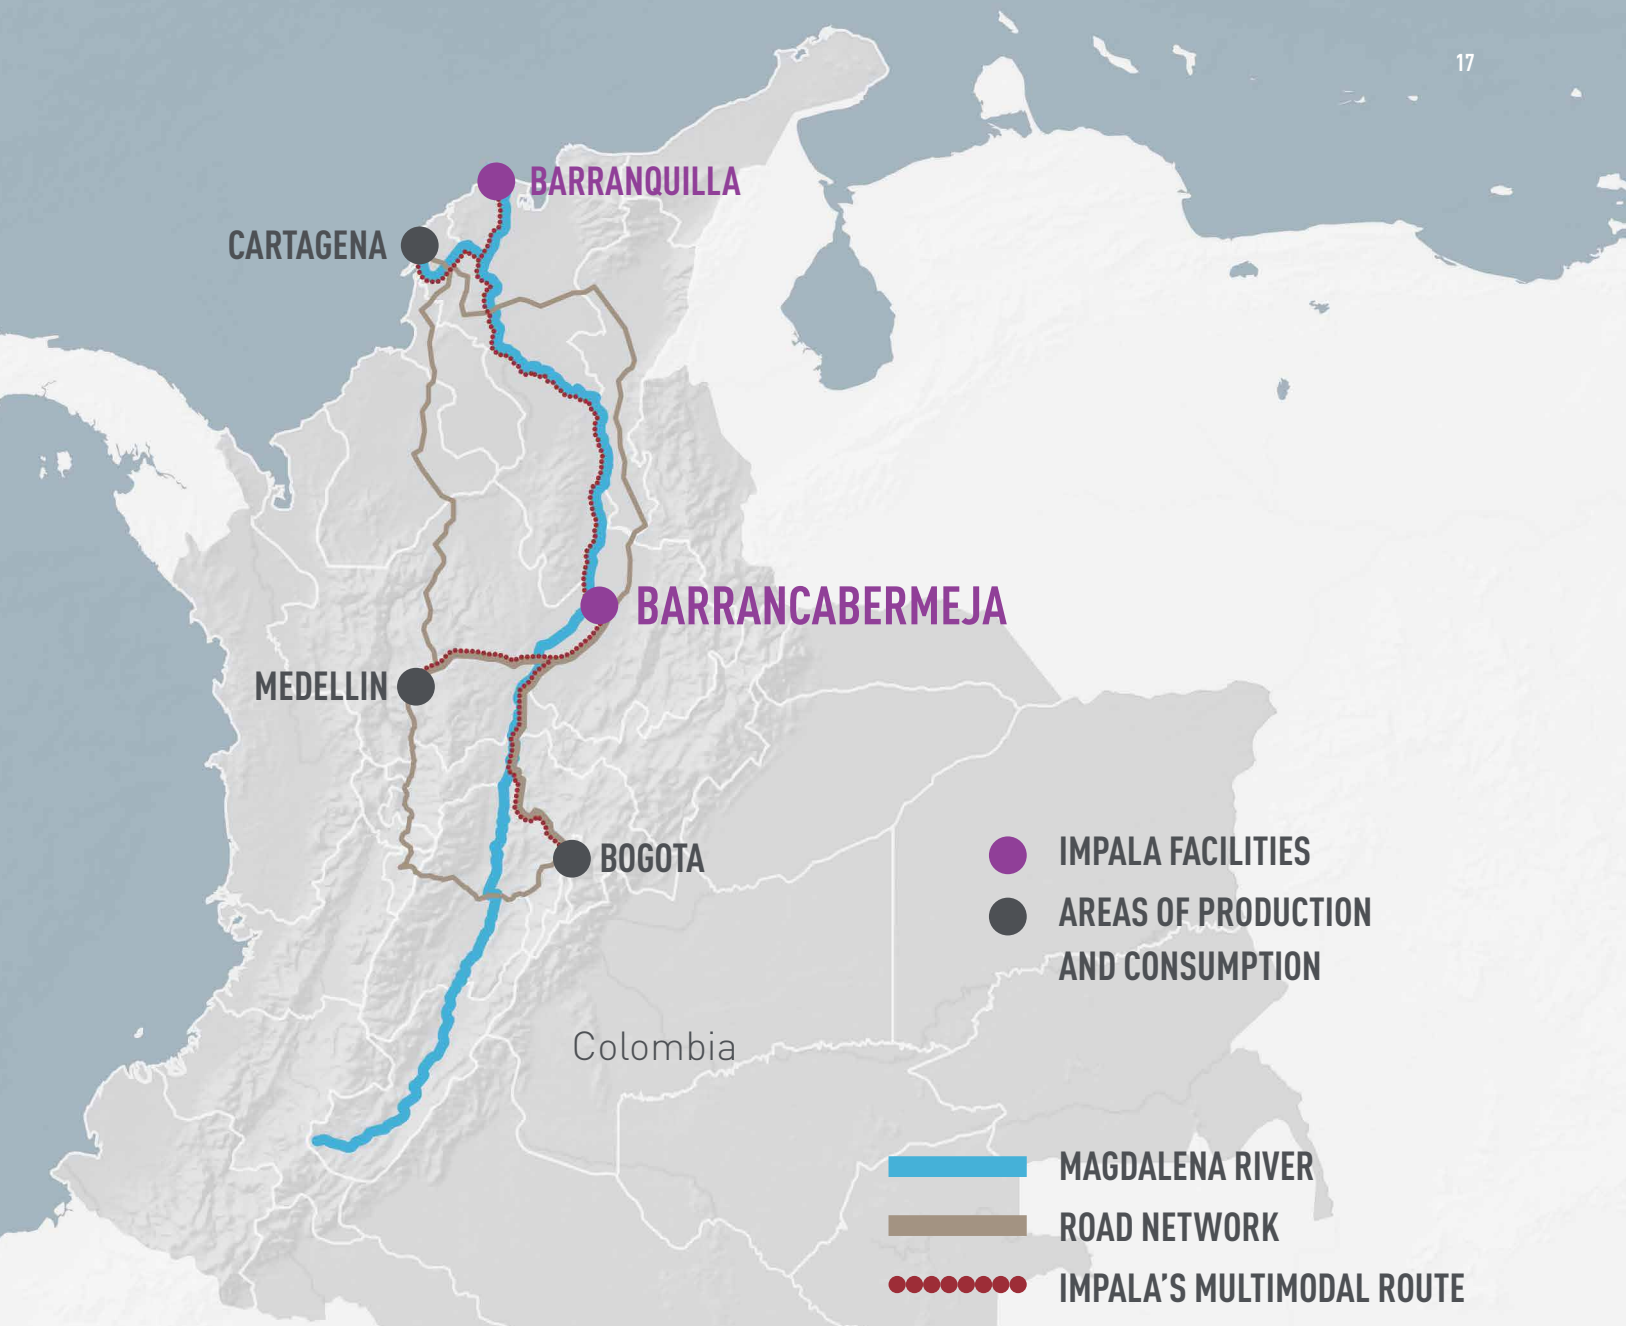 17
BARRANQUILLA
CARTAGENA
BARRANCABERMEJA
MEDELLIN
BOGOTA
IMPALA FACILITIES
AREAS OF PRODUCTION
AND CONSUMPTION
Colombia
MAGDALENA RIVER
ROAD NETWORK
IMPALA’S MULTIMODAL ROUTE